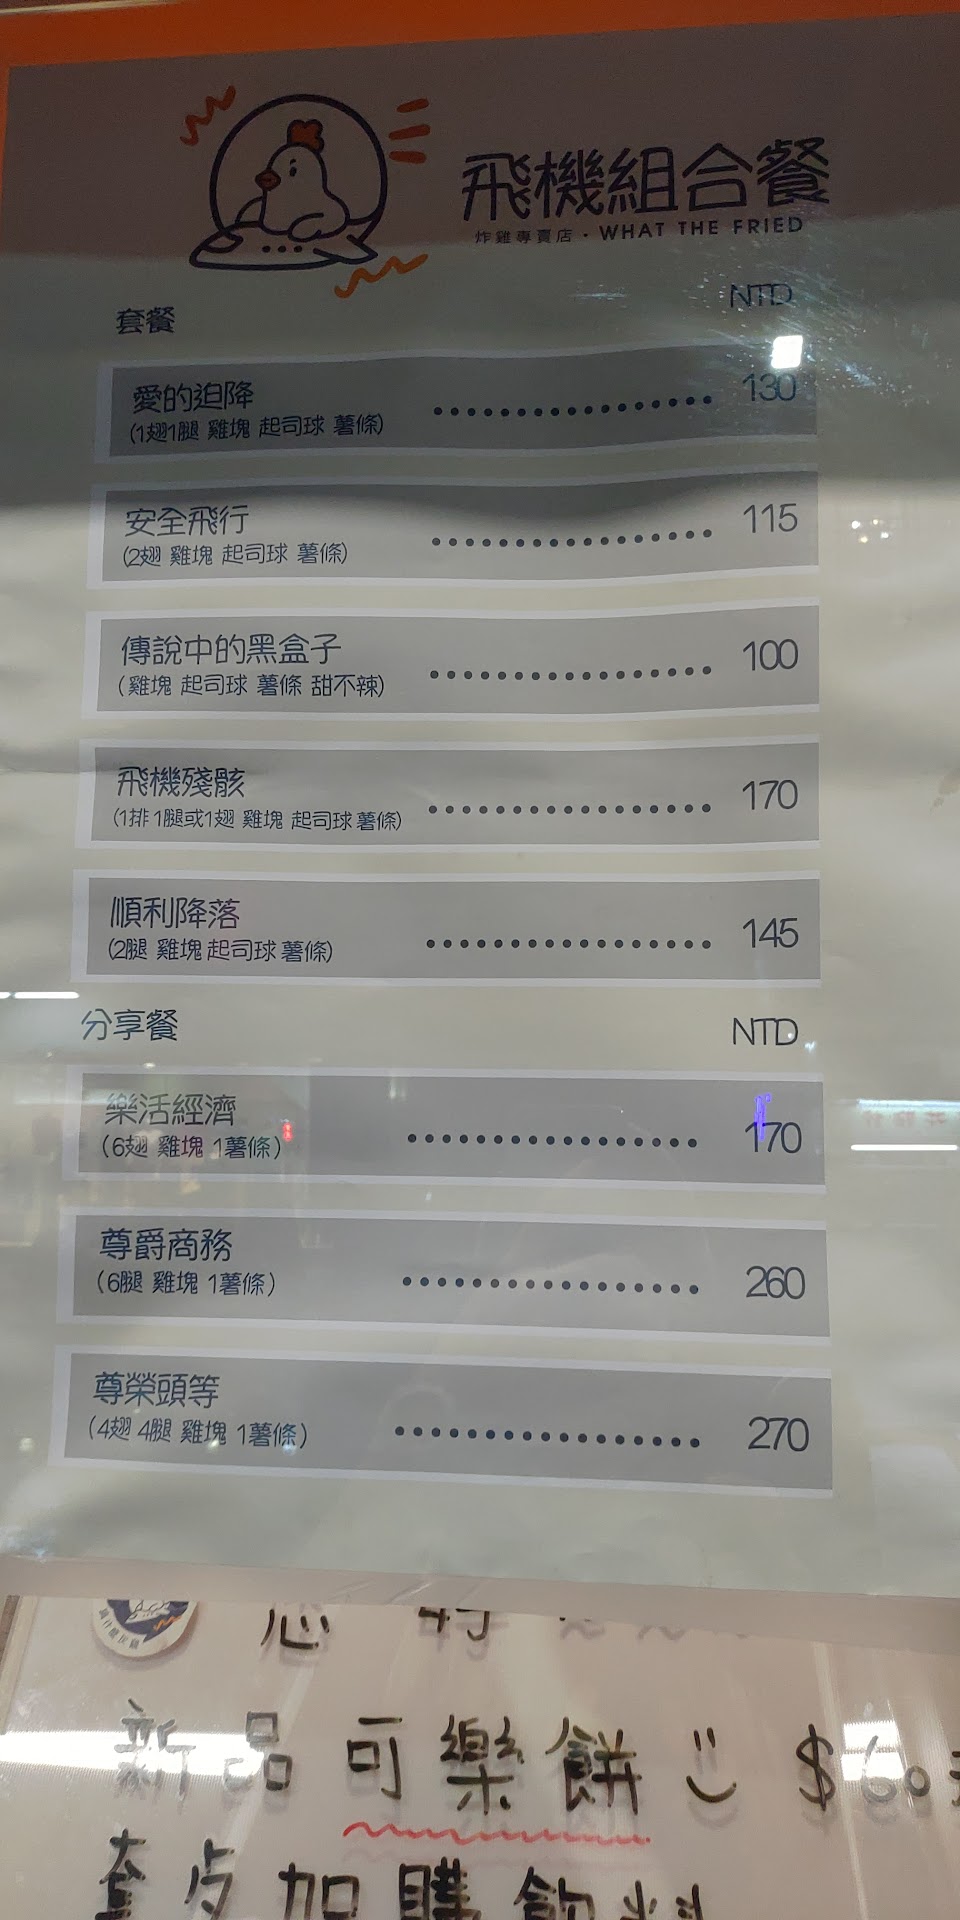 飛機組合餐
炸雞專賣店・WHAT THE FRIED
套餐 NTD
愛的迫降 130
(1翅1腿 雞塊 起司球 薯條)
安全飛行 115
(2翅 雞塊 起司球 薯條)
傳說中的黑盒子 100
(雞塊 起司球 薯條 甜不辣)
飛機殘骸 170
(1排 1腿或1翅 雞塊 起司球 薯條)
順利降落 145
(2腿 雞塊 起司球 薯條)
分享餐 NTD
樂活經濟 170
(6翅 雞塊 1薯條)
尊爵商務 260
(6腿 雞塊 1薯條)
尊榮頭等 270
(4翅 4腿 雞塊 1薯條)
新品可樂餅 $60
加購飲料